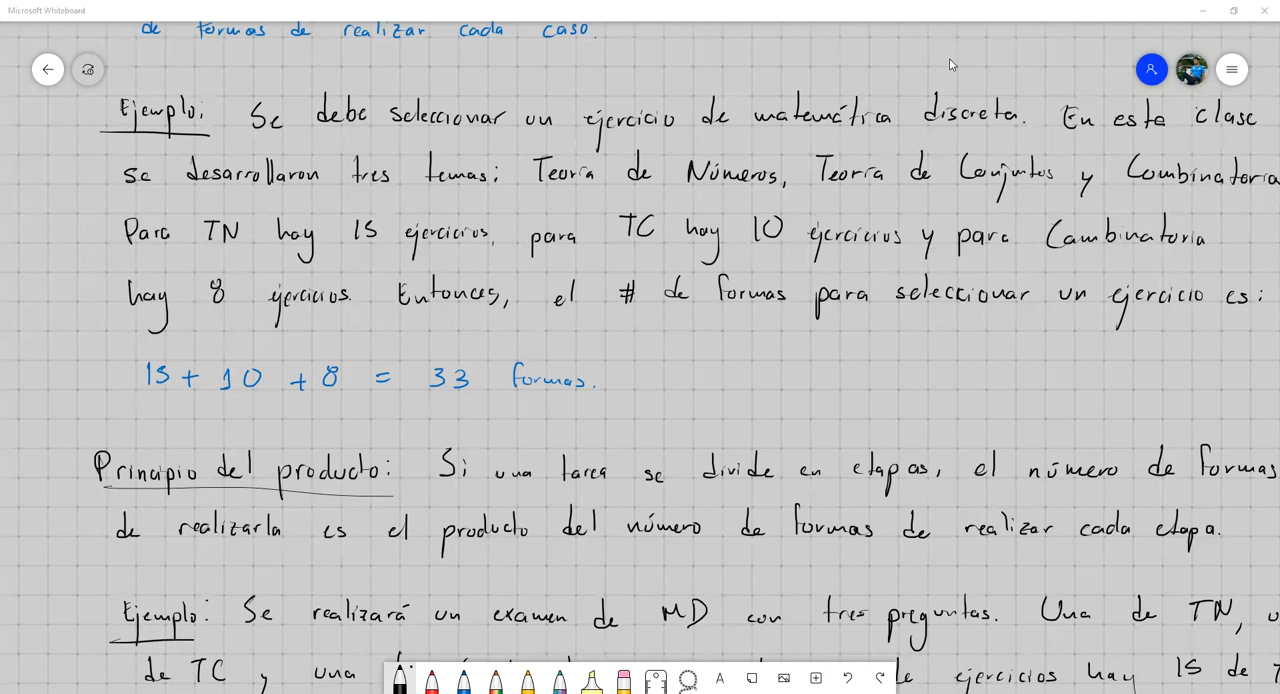 Microsoft Whiteboard
de formas de realizar cada caso.
Ejemplo: Se debe seleccionar un ejercicio de matemática discreta. En esta clase
se desarrollaron tres temas: Teoría de Números, Teoría de Conjuntos y Combinatoria
Para TN hay 15 ejercicios, para TC hay 10 ejercicios y para Combinatoria
hay 8 ejercicios. Entonces, el # de formas para seleccionar un ejercicio es:
15 + 10 + 8 = 33 formas.
Principio del producto: Si una tarea se divide en etapas, el número de formas
de realizarla es el producto del número de formas de realizar cada etapa.
Ejemplo: Se realizará un examen de MD con tres preguntas. Una de TN,
de TC y una de ejercicios hay 15 de